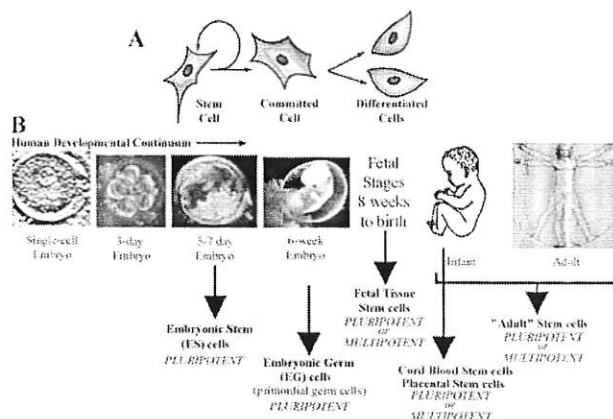 A
Stem
Cell
Committed
Cell
Differentiated
Cells
B
Human Developmental Continuum
Single-cell
Embryo
3-day
Embryo
5-7 day
Embryo
6-week
Embryo
Fetal
Stages
8 weeks
to birth
Infant
Adult
Embryonic Stem
(ES) cells
PLURIPOTENT
Embryonic Germ
(EG) cells
(primordial germ cells)
PLURIPOTENT
Fetal Tissue
Stem cells
PLURIPOTENT
or
MULTIPOTENT
Cord Blood Stem cells
Placental Stem cells
PLURIPOTENT
or
MULTIPOTENT
"Adult" Stem cells
PLURIPOTENT
or
MULTIPOTENT